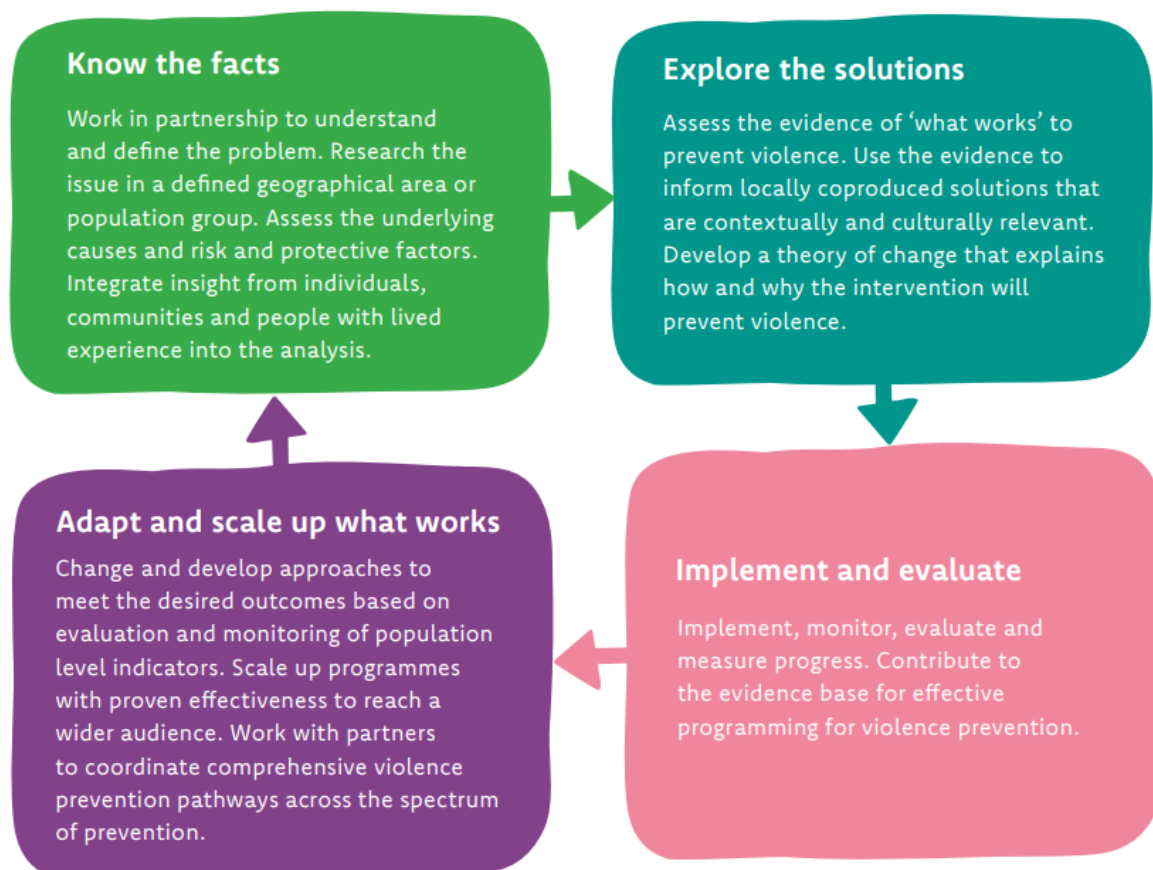 Know the facts
Work in partnership to understand
and define the problem. Research the
issue in a defined geographical area or
population group. Assess the underlying
causes and risk and protective factors.
Integrate insight from individuals,
communities and people with lived
experience into the analysis.
Explore the solutions
Assess the evidence of ‘what works’ to
prevent violence. Use the evidence to
inform locally coproduced solutions that
are contextually and culturally relevant.
Develop a theory of change that explains
how and why the intervention will
prevent violence.
Implement and evaluate
Implement, monitor, evaluate and
measure progress. Contribute to
the evidence base for effective
programming for violence prevention.
Adapt and scale up what works
Change and develop approaches to
meet the desired outcomes based on
evaluation and monitoring of population
level indicators. Scale up programmes
with proven effectiveness to reach a
wider audience. Work with partners
to coordinate comprehensive violence
prevention pathways across the spectrum
of prevention.